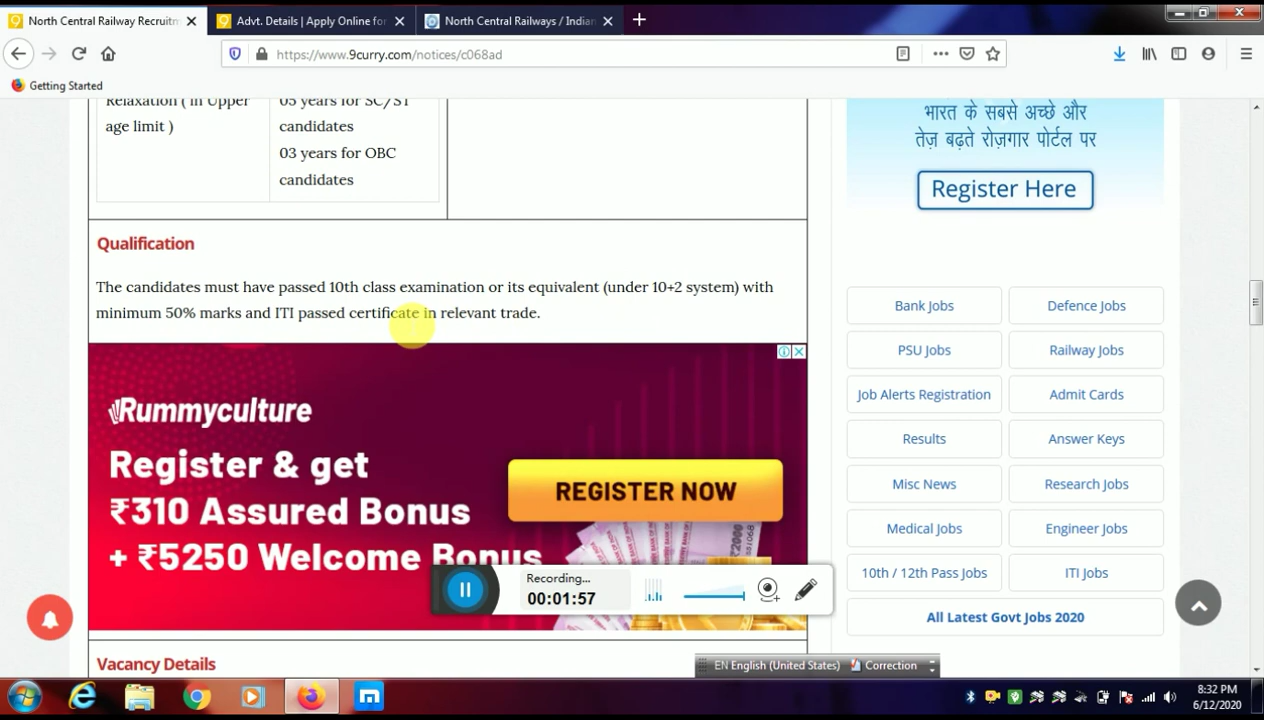 North Central Railway Recruitm
Advt. Details | Apply Online for
North Central Railways / Indian
https://www.9curry.com/notices/c068ad
Getting Started
Relaxation ( in Upper
age limit )
05 years for SC/ST
candidates
03 years for OBC
candidates
Qualification
The candidates must have passed 10th class examination or its equivalent (under 10+2 system) with
minimum 50% marks and ITI passed certificate in relevant trade.
Rummyculture
Register & get
₹310 Assured Bonus
+ ₹5250 Welcome Bonus
REGISTER NOW
Vacancy Details
भारत के सबसे अच्छे और
तेज़ बढ़ते रोज़गार पोर्टल पर
Register Here
Bank Jobs
Defence Jobs
PSU Jobs
Railway Jobs
Job Alerts Registration
Admit Cards
Results
Answer Keys
Misc News
Research Jobs
Medical Jobs
Engineer Jobs
10th / 12th Pass Jobs
ITI Jobs
All Latest Govt Jobs 2020
Recording...
00:01:57
EN English (United States)
Correction
8:32 PM
6/12/2020